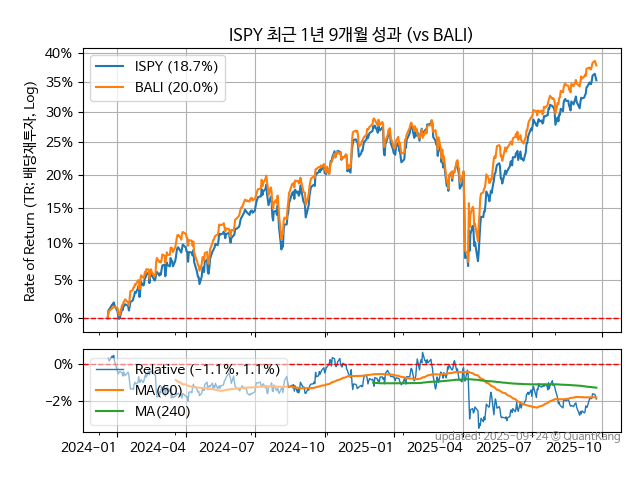 ISPY 최근 1년 9개월 성과 (vs BALI)
40%
35%
30%
25%
20%
15%
10%
5%
0%
Rate of Return (TR: 배당재투자, Log)
ISPY (18.7%)
BALI (20.0%)
0%
−2%
Relative (−1.1%, 1.1%)
MA(60)
MA(240)
2024-01 2024-04 2024-07 2024-10 2025-01 2025-04 2025-07 2025-10
updated: 2025-09-24 © QuantKang